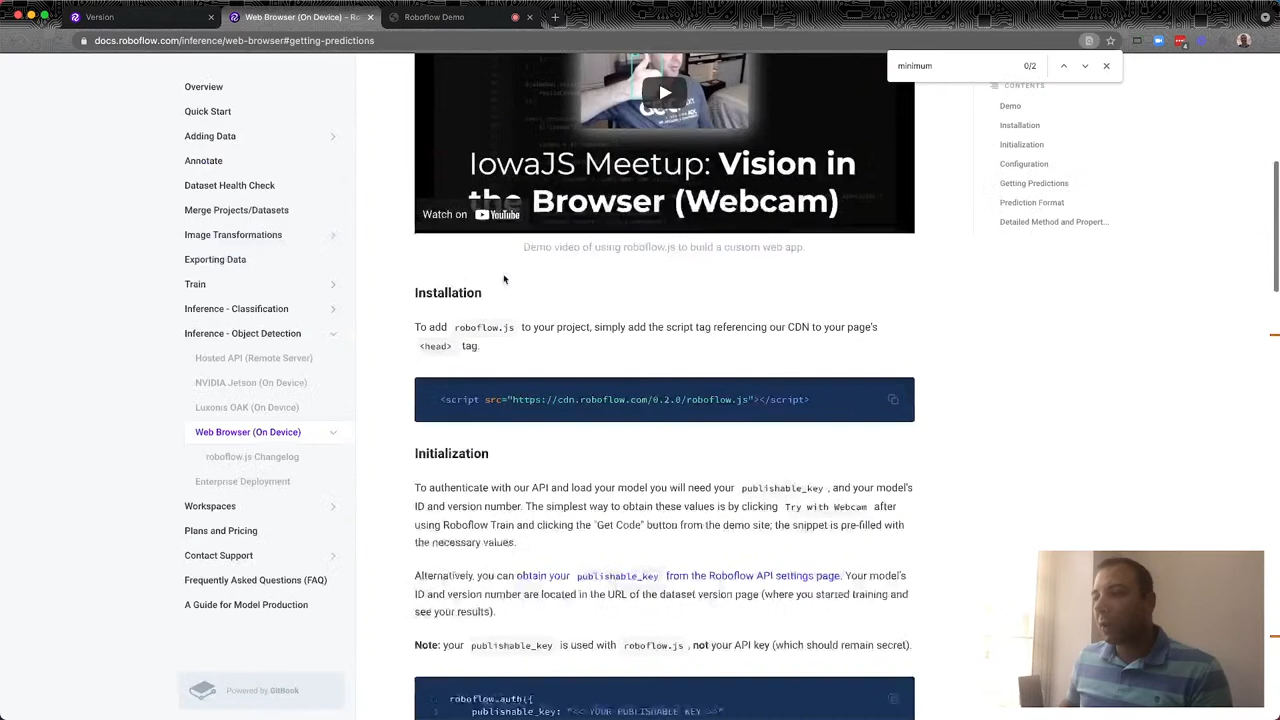 Version
Web Browser (On Device) – Ro
Roboflow Demo
docs.roboflow.com/inference/web-browser#getting-predictions
4
minimum
0/2
Overview
Quick Start
Adding Data
Annotate
Dataset Health Check
Merge Projects/Datasets
Image Transformations
Exporting Data
Train
Inference - Classification
Inference - Object Detection
Hosted API (Remote Server)
NVIDIA Jetson (On Device)
Luxonis OAK (On Device)
Web Browser (On Device)
roboflow.js Changelog
Enterprise Deployment
Workspaces
Plans and Pricing
Contact Support
Frequently Asked Questions (FAQ)
A Guide for Model Production
Powered by GitBook
IowaJS Meetup: Vision in
the Browser (Webcam)
Watch on YouTube
Demo video of using roboflow.js to build a custom web app.
Installation
To add roboflow.js to your project, simply add the script tag referencing our CDN to your page's
<head> tag.
<script src="https://cdn.roboflow.com/0.2.0/roboflow.js"></script>
Initialization
To authenticate with our API and load your model you will need your publishable_key, and your model's
ID and version number. The simplest way to obtain these values is by clicking Try with Webcam after
using Roboflow Train and clicking the "Get Code" button from the demo site; the snippet is pre-filled with
the necessary values.
Alternatively, you can obtain your publishable_key from the Roboflow API settings page. Your model's
ID and version number are located in the URL of the dataset version page (where you started training and
see your results).
Note: your publishable_key is used with roboflow.js, not your API key (which should remain secret).
roboflow.auth({
publishable_key: "<< YOUR PUBLISHABLE KEY >>"
CONTENTS
Demo
Installation
Initialization
Configuration
Getting Predictions
Prediction Format
Detailed Method and Propert...